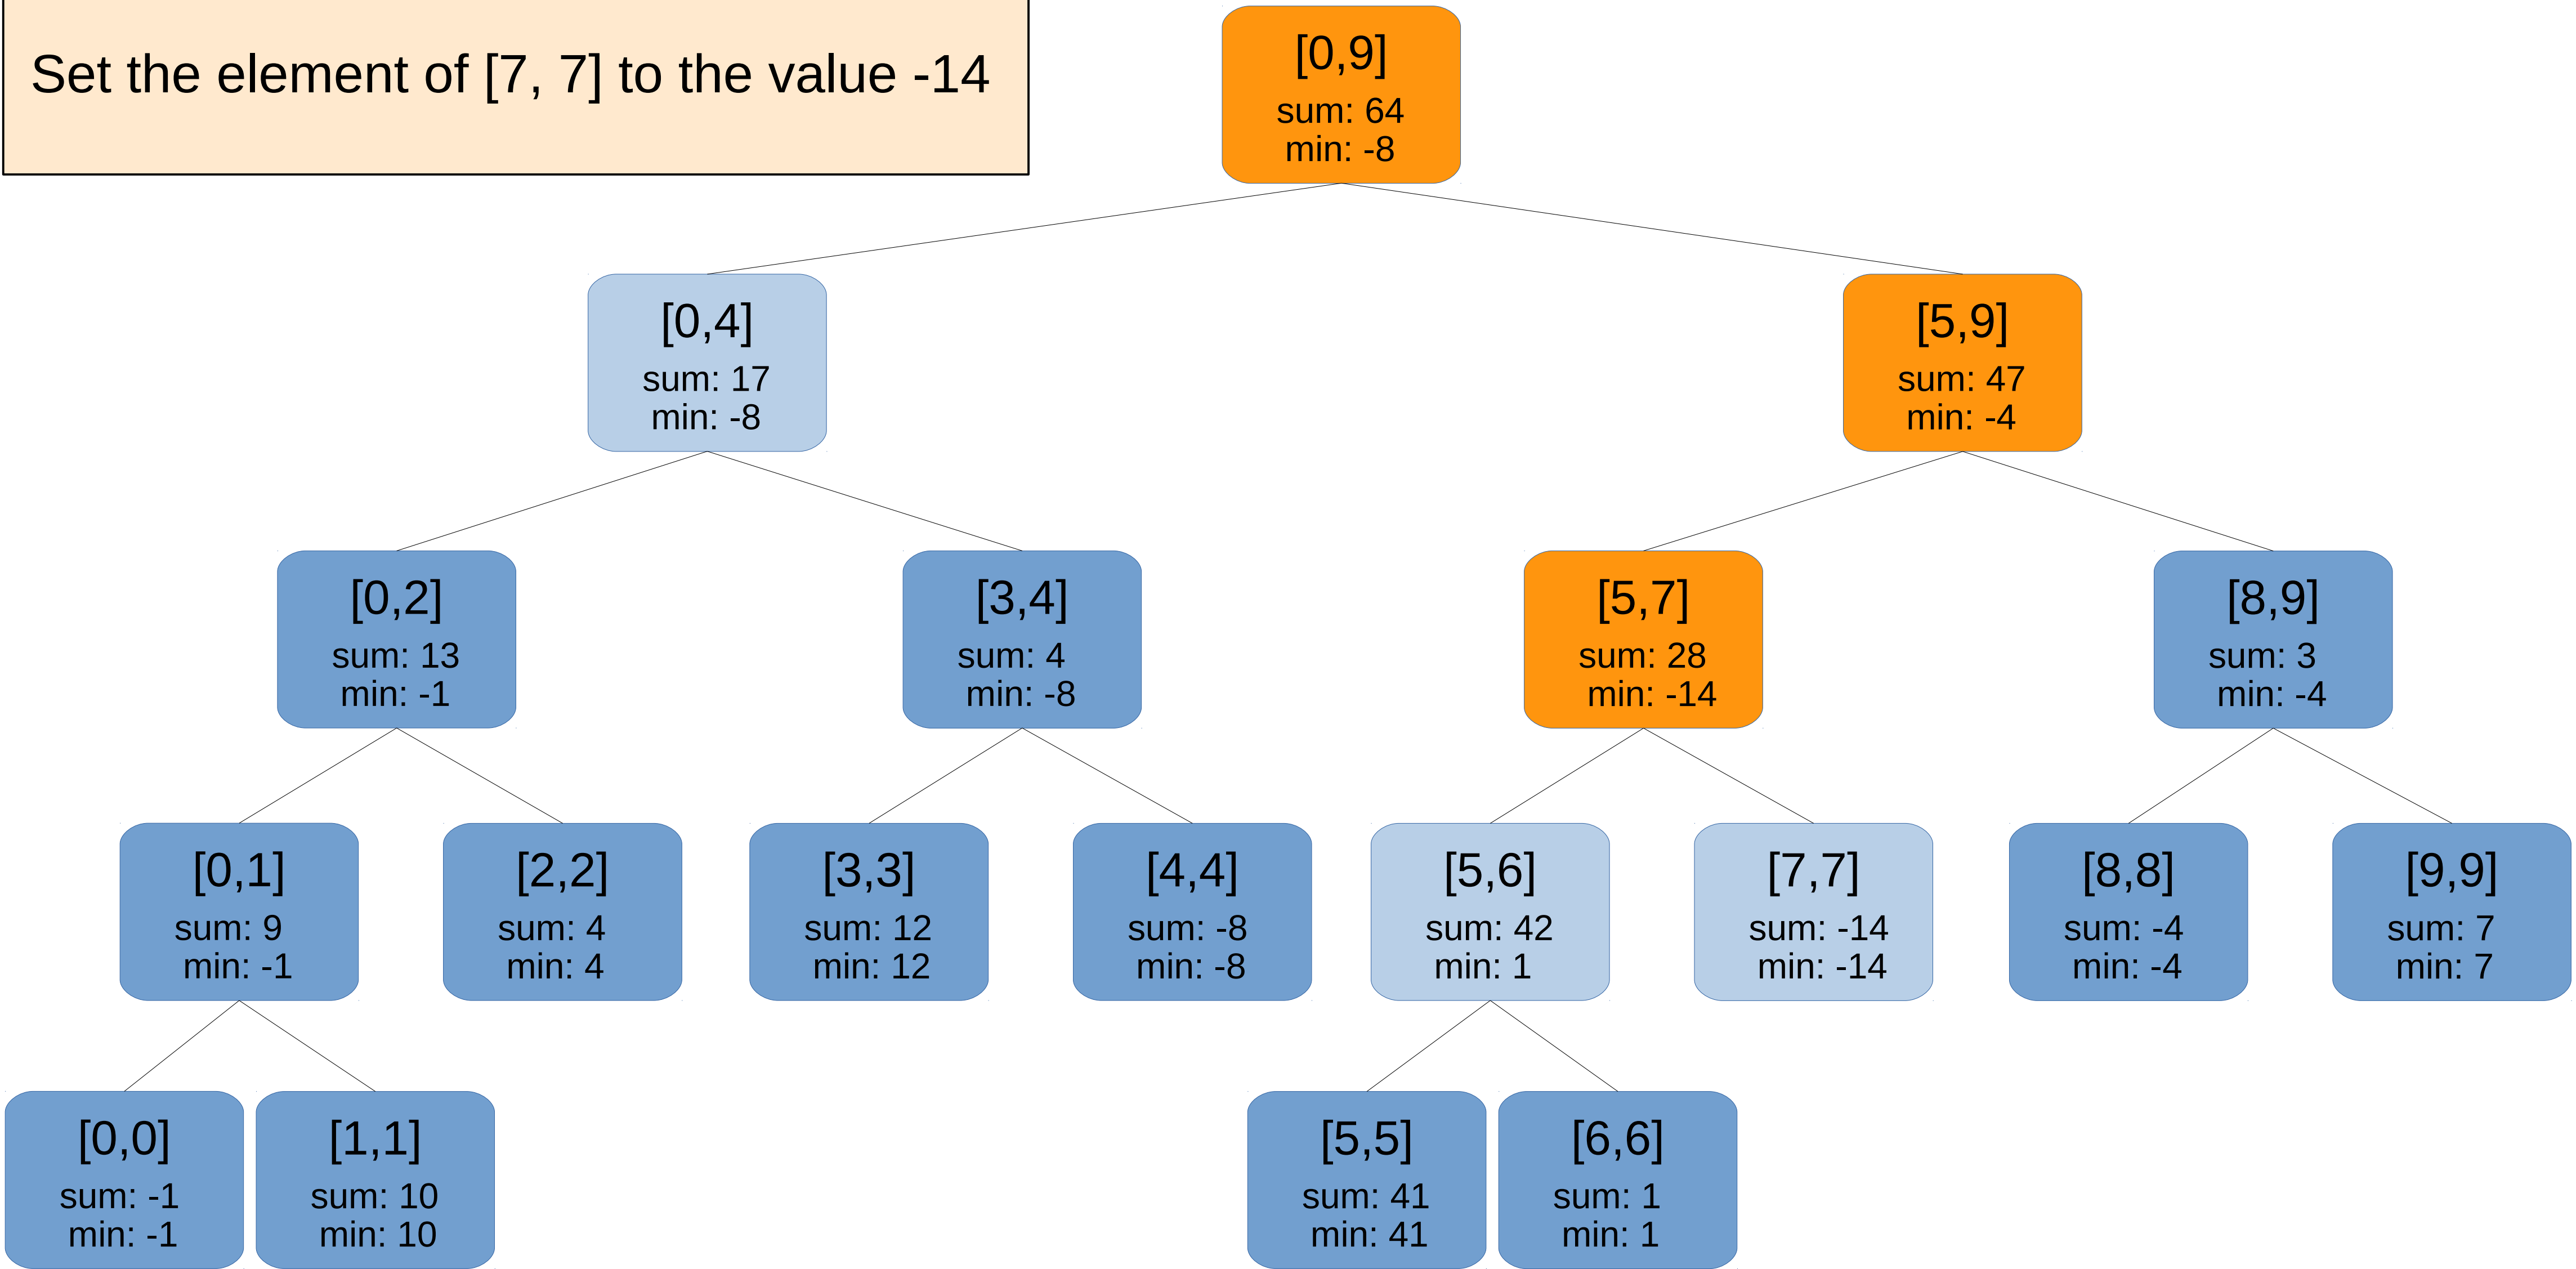 Set the element of [7, 7] to the value -14
[0,9]
sum: 64
min: -8
[0,4]
sum: 17
min: -8
[5,9]
sum: 47
min: -4
[0,2]
sum: 13
min: -1
[3,4]
sum: 4
min: -8
[5,7]
sum: 28
min: -14
[8,9]
sum: 3
min: -4
[0,1]
sum: 9
min: -1
[2,2]
sum: 4
min: 4
[3,3]
sum: 12
min: 12
[4,4]
sum: -8
min: -8
[5,6]
sum: 42
min: 1
[7,7]
sum: -14
min: -14
[8,8]
sum: -4
min: -4
[9,9]
sum: 7
min: 7
[0,0]
sum: -1
min: -1
[1,1]
sum: 10
min: 10
[5,5]
sum: 41
min: 41
[6,6]
sum: 1
min: 1